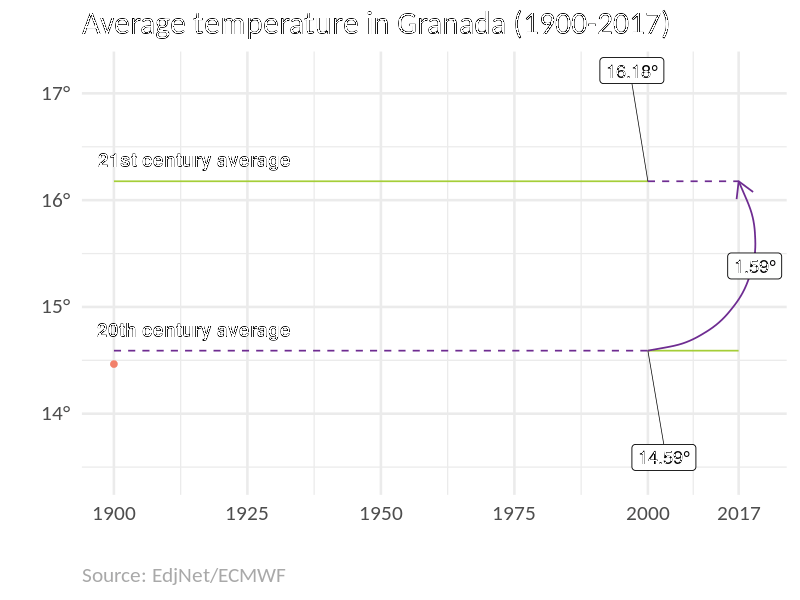 Average temperature in Granada (1900-2017)
16.18°
17°
21st century average
16°
1.59°
15°
20th century average
14°
14.59°
1900 1925 1950 1975 2000 2017
Source: EdjNet/ECMWF